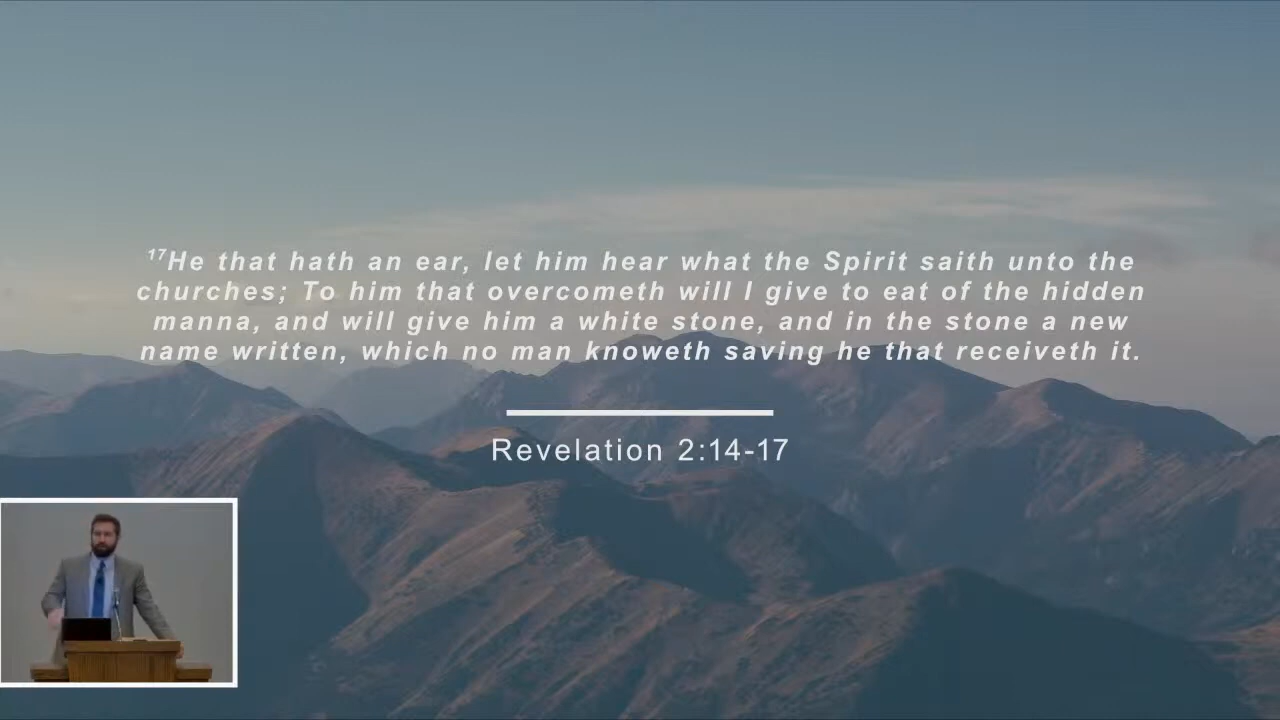 ¹⁷He that hath an ear, let him hear what the Spirit saith unto the
churches; To him that overcometh will I give to eat of the hidden
manna, and will give him a white stone, and in the stone a new
name written, which no man knoweth saving he that receiveth it.
Revelation 2:14-17